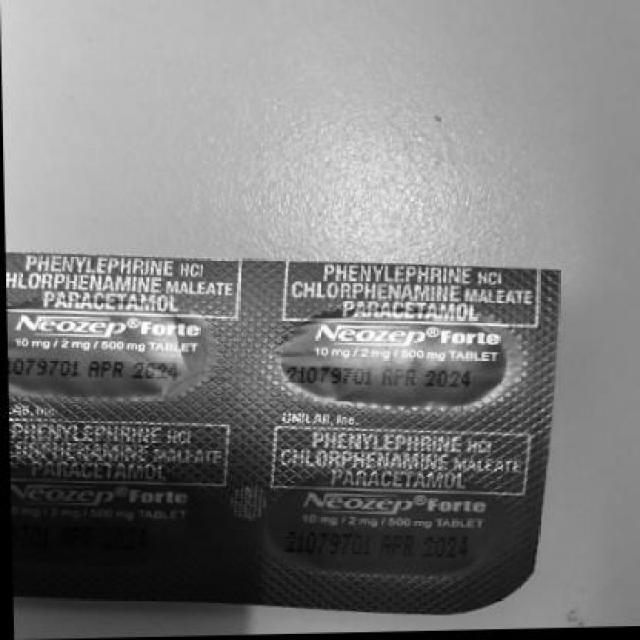 PHENYLEPHRINE HCl
CHLORPHENAMINE MALEATE
PARACETAMOL
Neozep® Forte
10 mg / 2 mg / 500 mg TABLET
21079701 APR 2024
PHENYLEPHRINE HCl
CHLORPHENAMINE MALEATE
PARACETAMOL
Neozep® Forte
10 mg / 2 mg / 500 mg TABLET
21079701 APR 2024
AB, Inc.
PHENYLEPHRINE HCl
PARACETAMOL
Neozep® Forte
mg / 2 mg / 500 mg TABLET
UNILAB, Inc.
PHENYLEPHRINE HCl
CHLORPHENAMINE MALEATE
PARACETAMOL
Neozep® Forte
10 mg / 2 mg / 500 mg TABLET
21079701 APR 2024